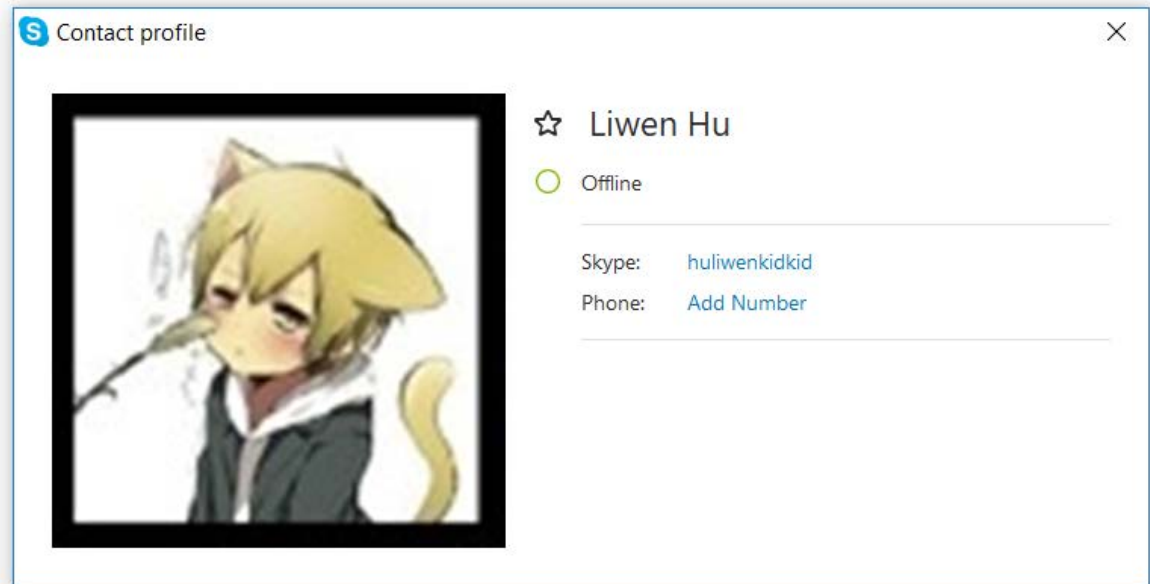 Contact profile
Liwen Hu
Offline
Skype: huliwenkidkid
Phone: Add Number